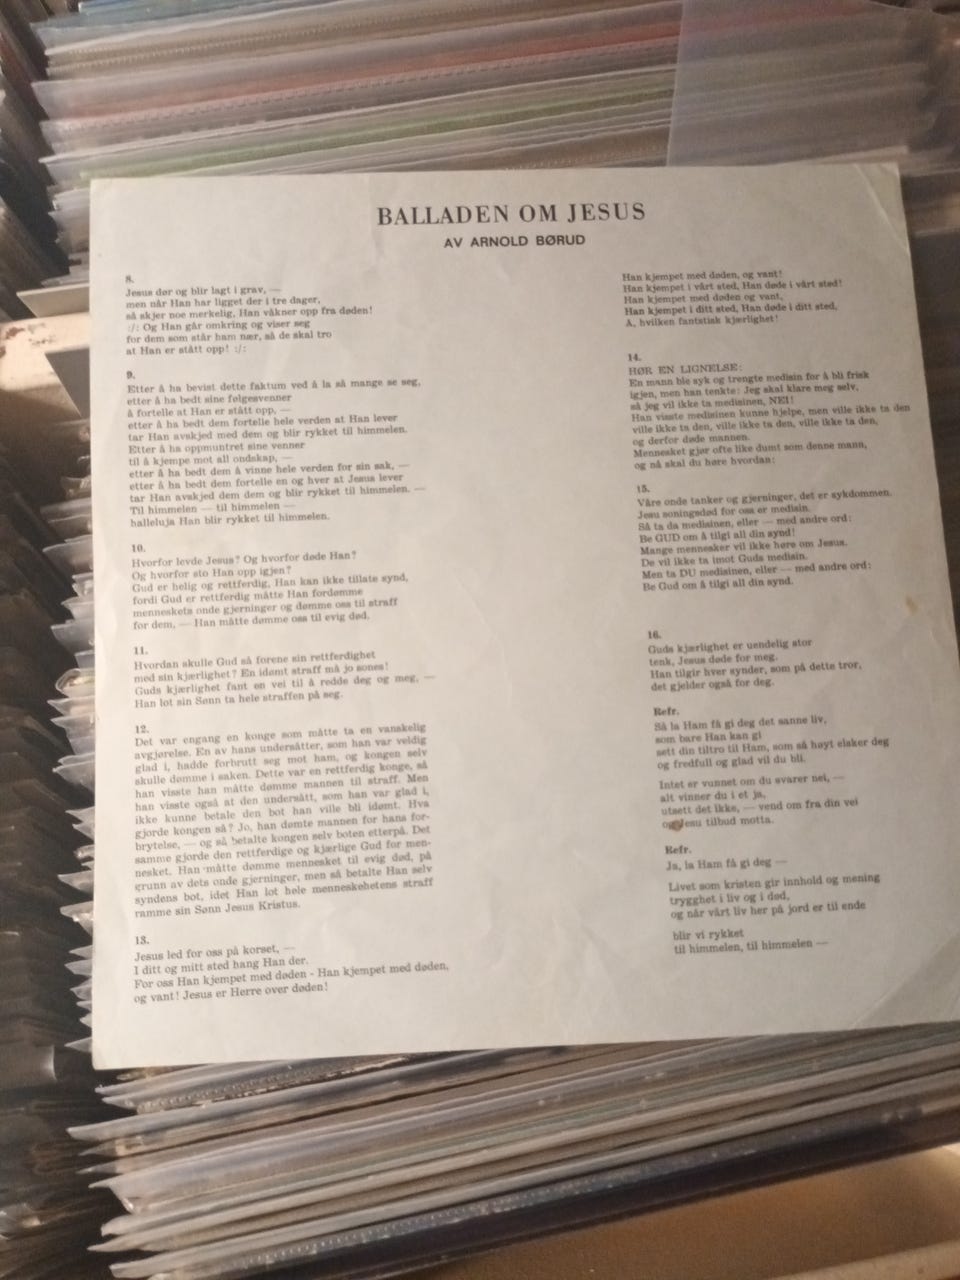 BALLADEN OM JESUS
AV ARNOLD BØRUD
8.
Jesus dør og blir lagt i grav, —
men når Han har ligget der i tre dager,
så skjer noe merkelig, Han våkner opp fra døden!
:/: Og Han går omkring og viser seg
for dem som står ham nær, så de skal tro
at Han er stått opp! :/:
9.
Etter å ha bevist dette faktum ved å la så mange se seg,
etter å ha bedt sine følgesvenner
å fortelle at Han er stått opp, —
etter å ha bedt dem fortelle hele verden at Han lever
tar Han avskjed med dem og blir rykket til himmelen.
Etter å ha oppmuntret sine venner
til å kjempe mot all ondskap, —
etter å ha bedt dem å vinne hele verden for sin sak, —
etter å ha bedt dem fortelle en og hver at Jesus lever
tar Han avskjed dem dem og blir rykket til himmelen. —
Til himmelen — til himmelen —
halleluja Han blir rykket til himmelen.
10.
Hvorfor levde Jesus? Og hvorfor døde Han?
Og hvorfor sto Han opp igjen?
Gud er helig og rettferdig, Han kan ikke tillate synd,
fordi Gud er rettferdig måtte Han fordømme
menneskets onde gjerninger og dømme oss til straff
for dem, — Han måtte dømme oss til evig død.
11.
Hvordan skulle Gud så forene sin rettferdighet
med sin kjærlighet? En idømt straff må jo sones!
Guds kjærlighet fant en vei til å redde deg og meg, —
Han lot sin Sønn ta hele straffen på seg.
12.
Det var engang en konge som måtte ta en vanskelig
avgjørelse. En av hans undersåtter, som han var veldig
glad i, hadde forbrutt seg mot ham, og kongen selv
skulle dømme i saken. Dette var en rettferdig konge, så
han visste han måtte dømme mannen til straff. Men
han visste også at den undersått, som han var glad i,
ikke kunne betale den bot han ville bli idømt. Hva
gjorde kongen så? Jo, han dømte mannen for hans for-
brytelse, — og så betalte kongen selv boten etterpå. Det
samme gjorde den rettferdige og kjærlige Gud for men-
nesket. Han måtte dømme mennesket til evig død, på
grunn av dets onde gjerninger, men så betalte Han selv
syndens bot, idet Han lot hele menneskehetens straff
ramme sin Sønn Jesus Kristus.
13.
Jesus led for oss på korset, —
I ditt og mitt sted hang Han der.
For oss Han kjempet med døden - Han kjempet med døden,
og vant! Jesus er Herre over døden!
Han kjempet med døden, og vant!
Han kjempet i vårt sted, Han døde i vårt sted!
Han kjempet med døden og vant,
Han kjempet i ditt sted, Han døde i ditt sted,
Å, hvilken fantstisk kjærlighet!
14.
HØR EN LIGNELSE:
En mann ble syk og trengte medisin for å bli frisk
igjen, men han tenkte: Jeg skal klare meg selv,
så jeg vil ikke ta medisinen, NEI!
Han visste medisinen kunne hjelpe, men ville ikke ta den
ville ikke ta den, ville ikke ta den, ville ikke ta den,
og derfor døde mannen.
Mennesket gjør ofte like dumt som denne mann,
og nå skal du høre hvordan:
15.
Våre onde tanker og gjerninger, det er sykdommen.
Jesu soningsdød for oss er medisin.
Så ta da medisinen, eller — med andre ord:
Be GUD om å tilgi all din synd!
Mange mennesker vil ikke høre om Jesus.
De vil ikke ta imot Guds medisin.
Men ta DU medisinen, eller — med andre ord:
Be Gud om å tilgi all din synd.
16.
Guds kjærlighet er uendelig stor
tenk, Jesus døde for meg.
Han tilgir hver synder, som på dette tror,
det gjelder også for deg.
Refr.
Så la Ham få gi deg det sanne liv,
som bare Han kan gi
sett din tiltro til Ham, som så høyt elsker deg
og fredfull og glad vil du bli.
Intet er vunnet om du svarer nei, —
alt vinner du i et ja,
utsett det ikke, — vend om fra din vei
og Jesu tilbud motta.
Refr.
Ja, la Ham få gi deg —
Livet som kristen gir innhold og mening
trygghet i liv og i død,
og når vårt liv her på jord er til ende
blir vi rykket
til himmelen, til himmelen —